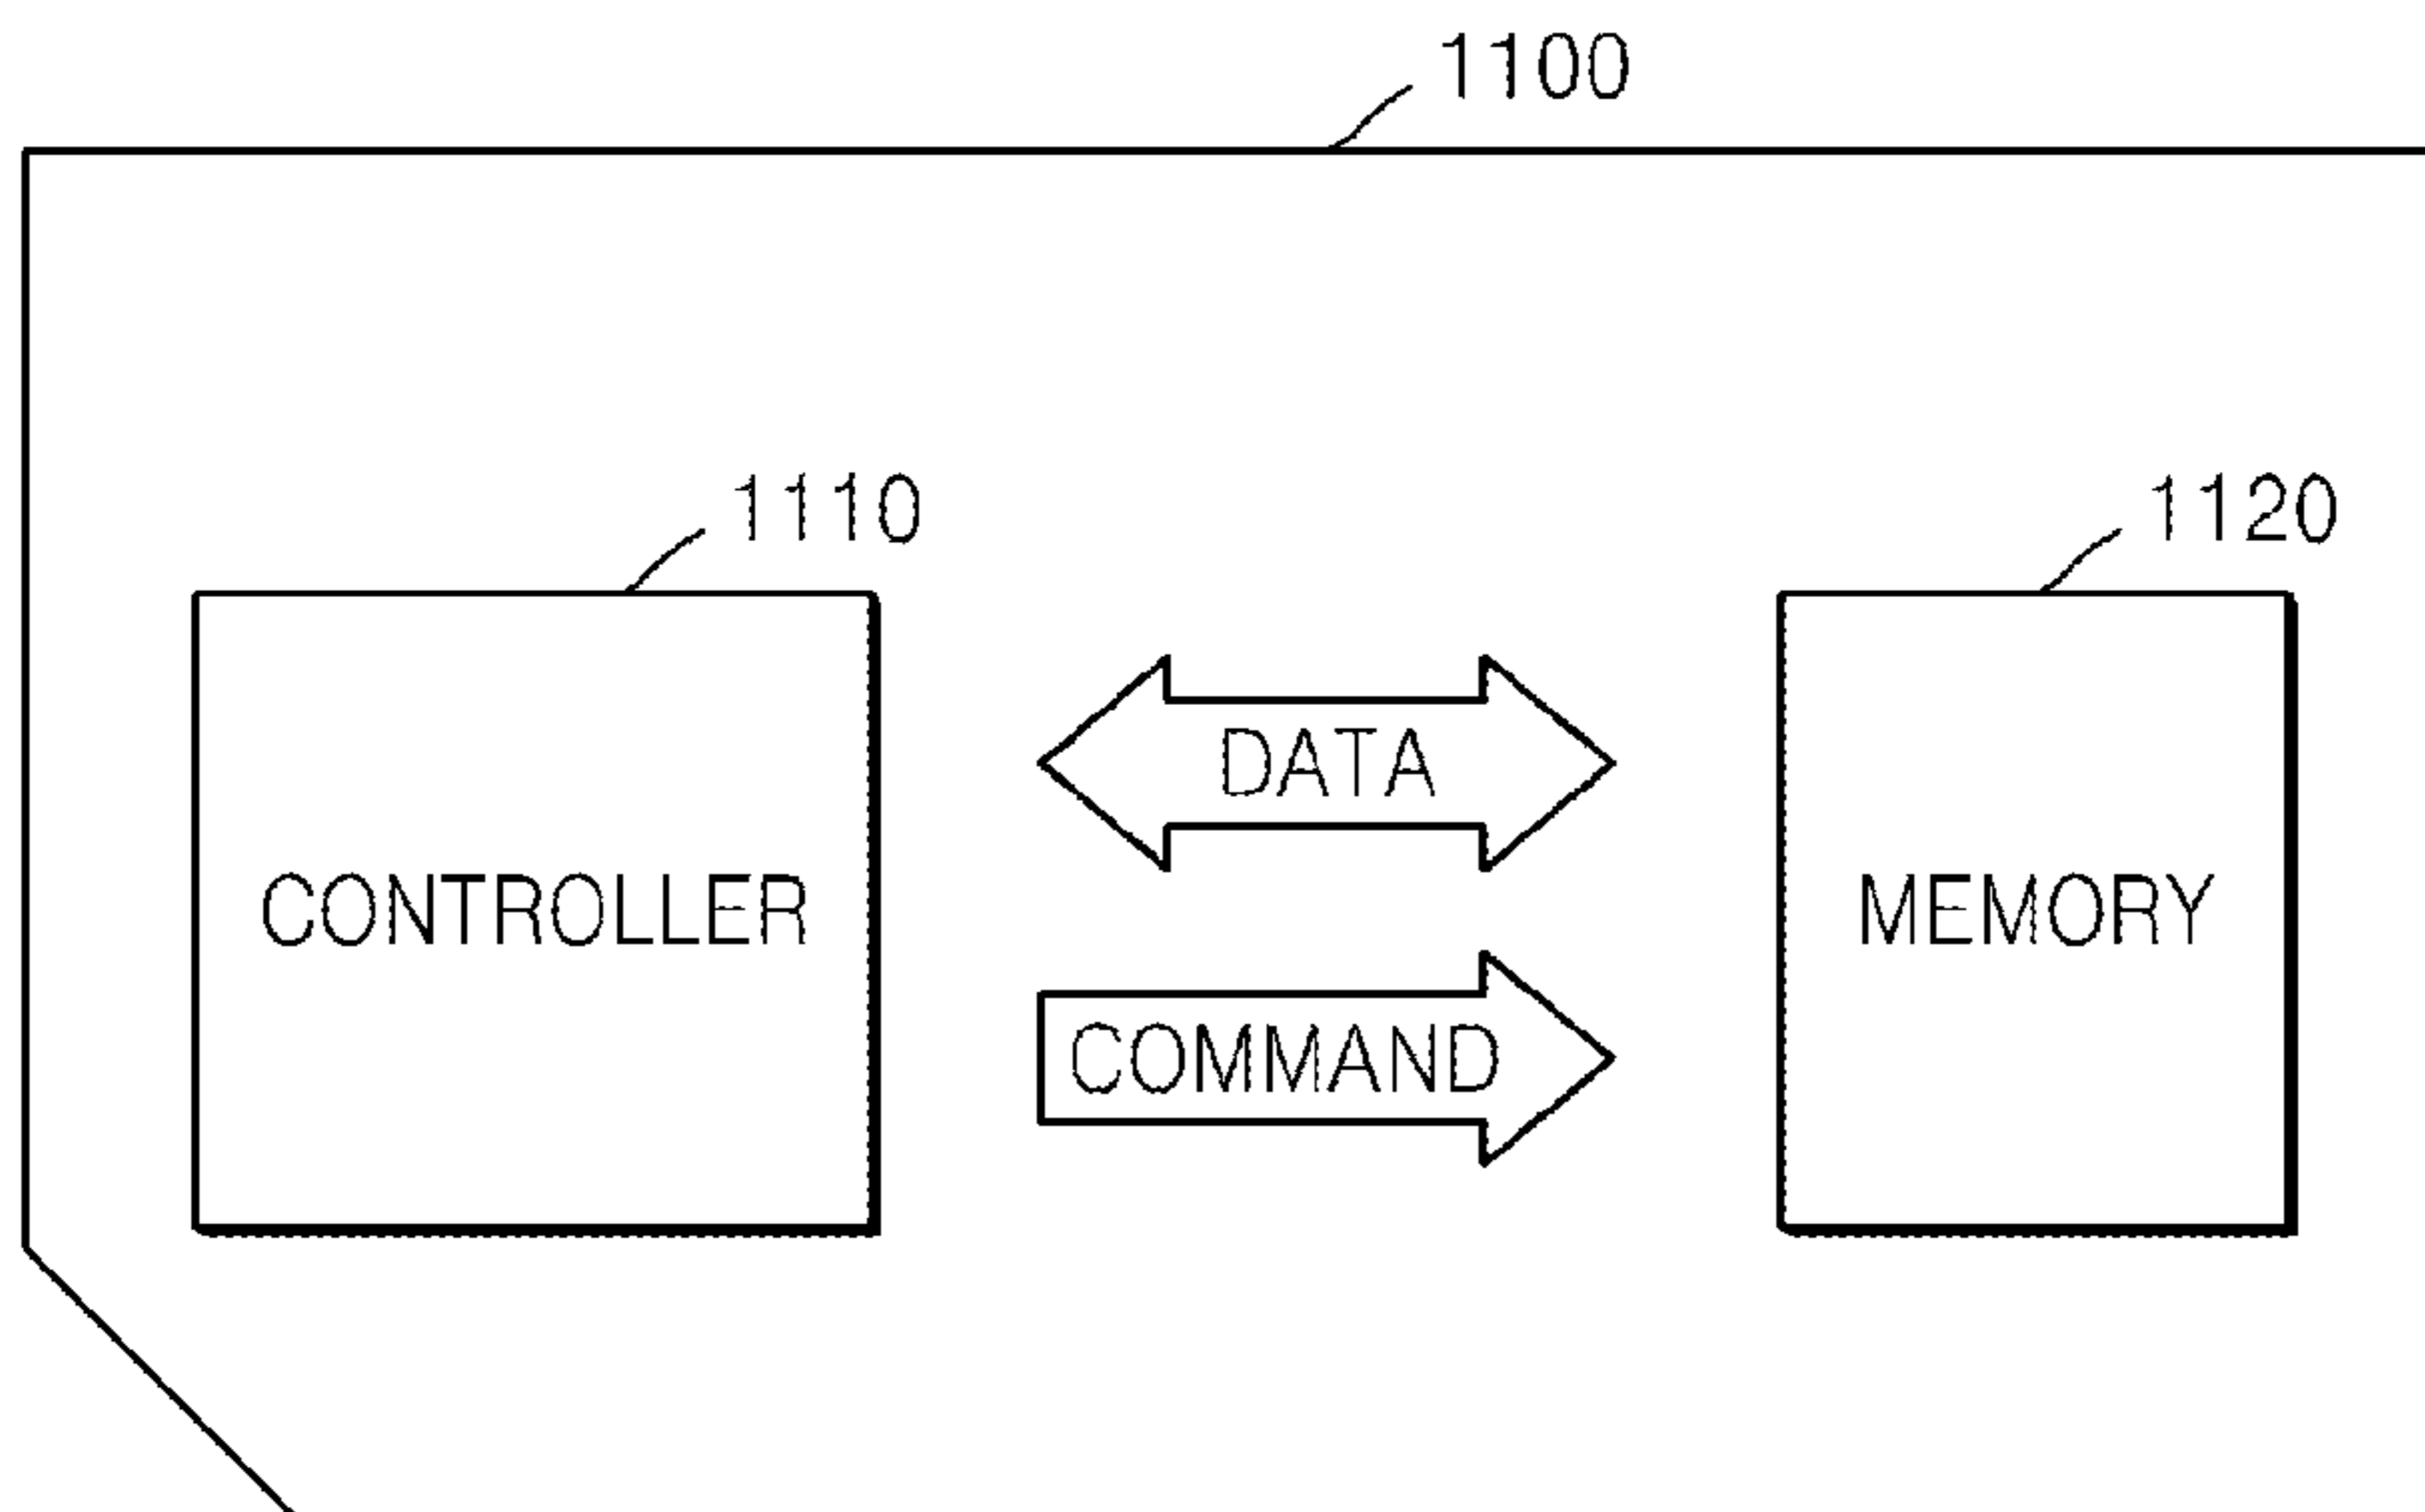 1100
1110
1120
DATA
CONTROLLER
MEMORY
COMMAND